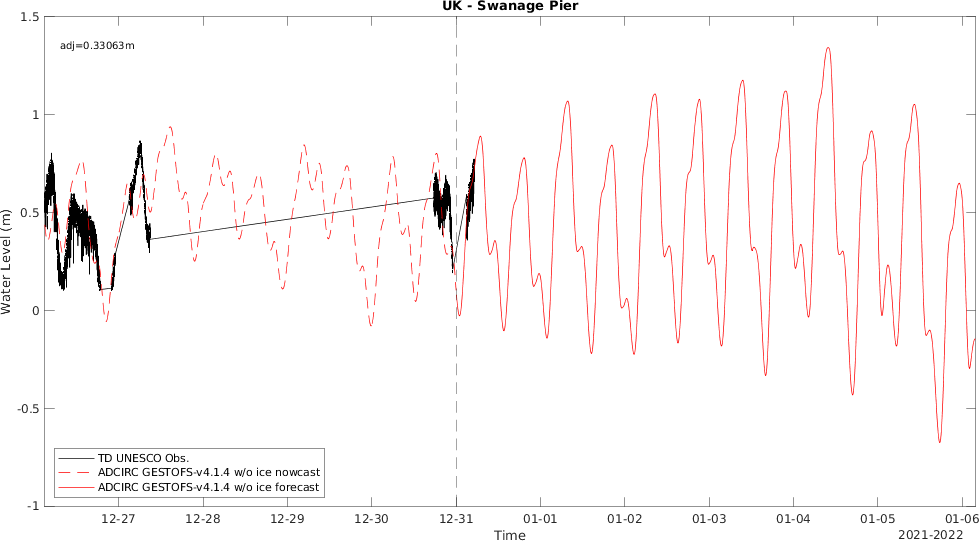 UK - Swanage Pier
adj=0.33063m
Water Level (m)
1.5
1
0.5
0
-0.5
-1
TD UNESCO Obs.
ADCIRC GESTOFS-v4.1.4 w/o ice nowcast
ADCIRC GESTOFS-v4.1.4 w/o ice forecast
12-27 12-28 12-29 12-30 12-31 01-01 01-02 01-03 01-04 01-05 01-06
Time
2021-2022